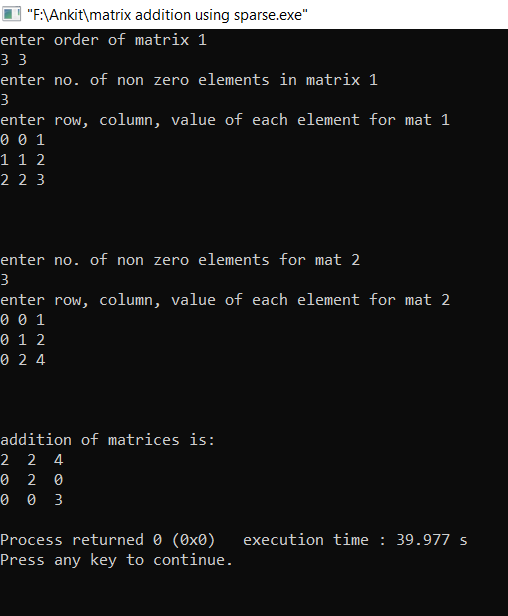 "F:\Ankit\matrix addition using sparse.exe"
enter order of matrix 1
3 3
enter no. of non zero elements in matrix 1
3
enter row, column, value of each element for mat 1
0 0 1
1 1 2
2 2 3
enter no. of non zero elements for mat 2
3
enter row, column, value of each element for mat 2
0 0 1
0 1 2
0 2 4
addition of matrices is:
2  2  4
0  2  0
0  0  3
Process returned 0 (0x0)   execution time : 39.977 s
Press any key to continue.